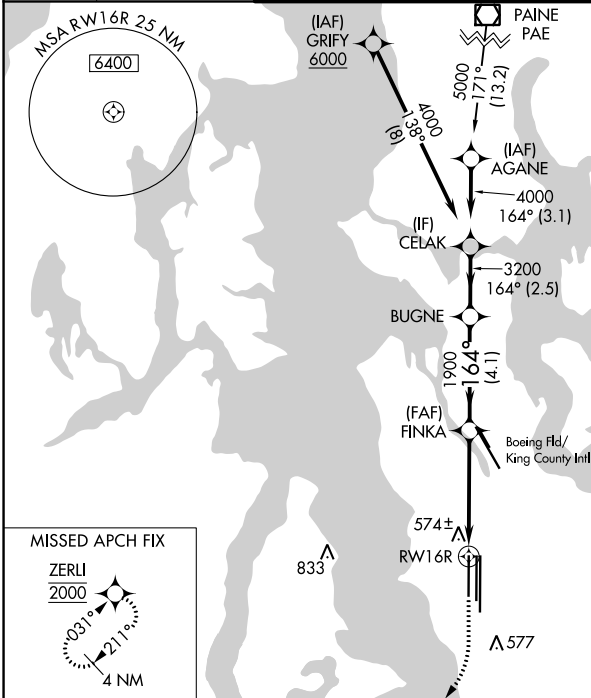 MSA RW16R 25 NM
6400
(IAF)
GRIFY
6000
PAINE
PAE
5000
171°
(13.2)
4000
138°
(8)
(IAF)
AGANE
4000
164° (3.1)
(IF)
CELAK
3200
164° (2.5)
BUGNE
1900
164°
(4.1)
(FAF)
FINKA
Boeing Fld/
King County Intl
574±
RW16R
833
577
MISSED APCH FIX
ZERLI
2000
031°
211°
4 NM